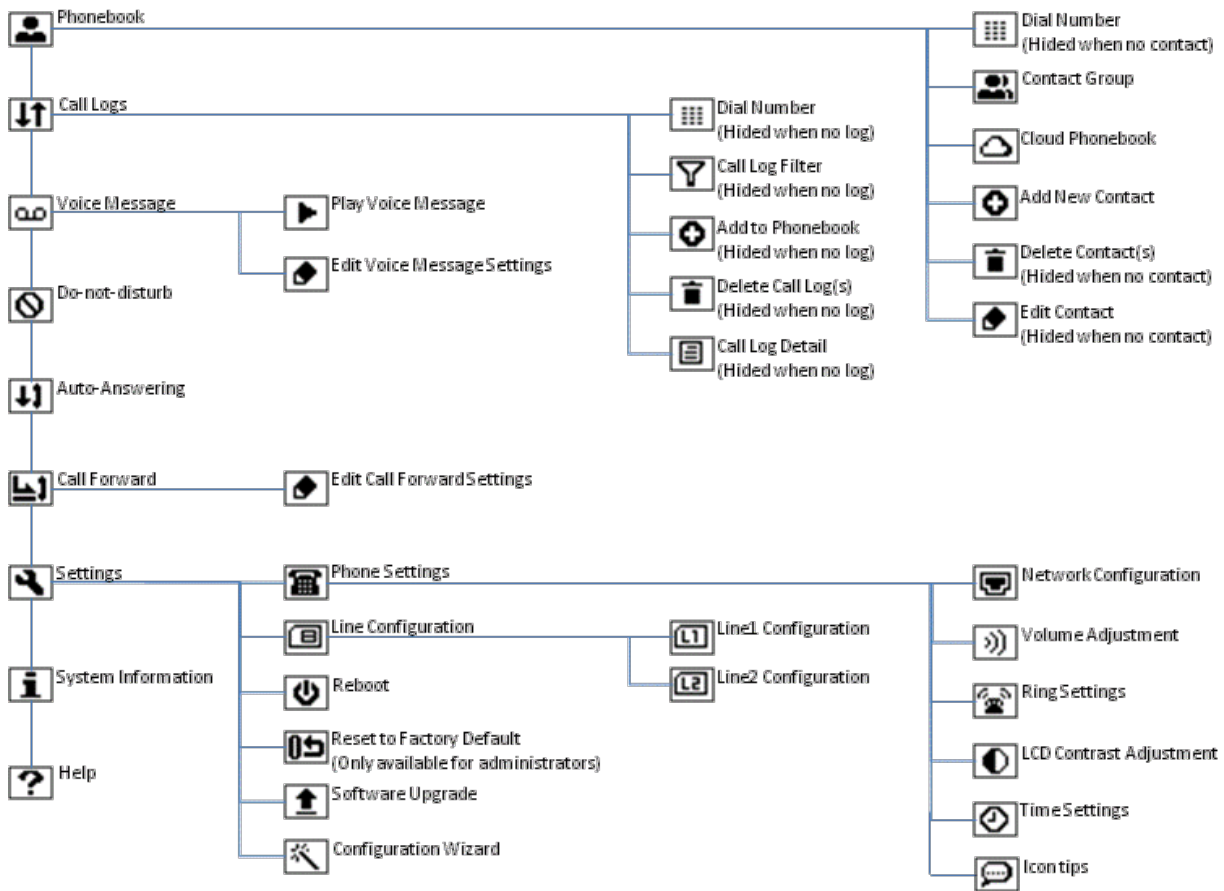 Phonebook
Dial Number
(Hided when no contact)
Contact Group
Cloud Phonebook
Add New Contact
Delete Contact(s)
(Hided when no contact)
Edit Contact
(Hided when no contact)
Call Logs
Dial Number
(Hided when no log)
Call Log Filter
(Hided when no log)
Add to Phonebook
(Hided when no log)
Delete Call Log(s)
(Hided when no log)
Call Log Detail
(Hided when no log)
Voice Message
Play Voice Message
Edit Voice Message Settings
Do-not-disturb
Auto-Answering
Call Forward
Edit Call Forward Settings
Settings
Phone Settings
Network Configuration
Volume Adjustment
Ring Settings
LCD Contrast Adjustment
Time Settings
Icon tips
Line Configuration
L1
Line1 Configuration
L2
Line2 Configuration
Reboot
Reset to Factory Default
(Only available for administrators)
Software Upgrade
Configuration Wizard
System Information
Help